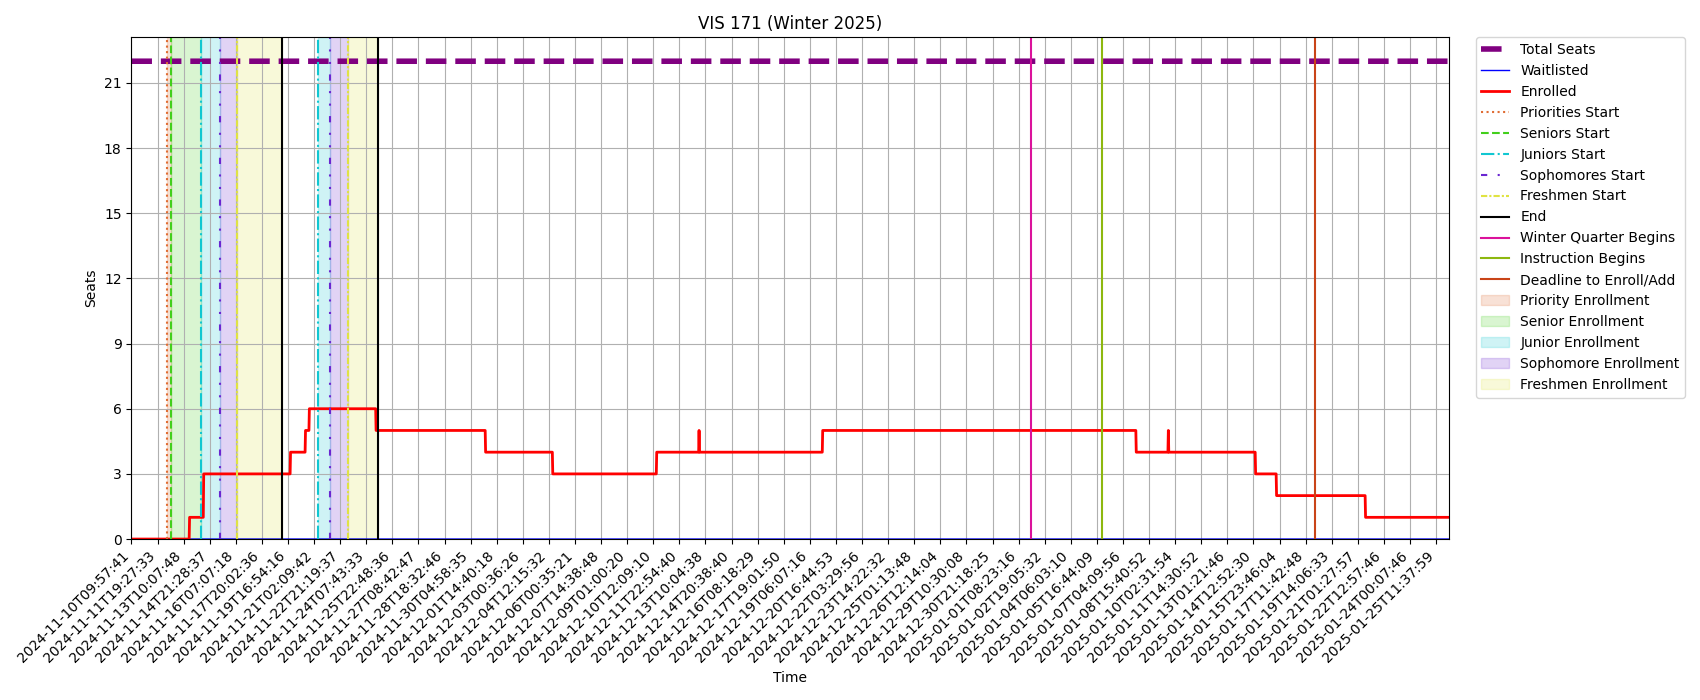 VIS 171 (Winter 2025)
Seats
21
18
15
12
9
6
3
0
2024-11-10T09:57:41
2024-11-11T19:27:33
2024-11-13T10:07:48
2024-11-14T21:28:37
2024-11-16T07:07:18
2024-11-17T20:02:36
2024-11-19T16:54:16
2024-11-21T02:09:42
2024-11-22T21:19:37
2024-11-24T07:43:33
2024-11-25T22:48:36
2024-11-27T08:42:47
2024-11-28T18:32:46
2024-11-30T04:58:35
2024-12-01T14:40:18
2024-12-03T00:36:26
2024-12-04T12:15:32
2024-12-06T00:35:21
2024-12-07T14:38:48
2024-12-09T01:00:20
2024-12-10T12:09:10
2024-12-11T22:54:40
2024-12-13T10:04:38
2024-12-14T20:38:40
2024-12-16T08:18:29
2024-12-17T19:01:50
2024-12-19T06:07:16
2024-12-20T16:44:53
2024-12-22T03:29:56
2024-12-23T14:22:32
2024-12-25T01:13:48
2024-12-26T12:14:04
2024-12-29T10:30:08
2024-12-30T21:18:25
2025-01-01T08:23:16
2025-01-02T19:05:32
2025-01-04T06:03:10
2025-01-05T16:44:09
2025-01-07T04:09:56
2025-01-08T15:40:52
2025-01-10T02:31:54
2025-01-11T14:30:52
2025-01-13T01:21:46
2025-01-14T12:52:30
2025-01-15T23:46:04
2025-01-17T11:42:48
2025-01-19T14:06:33
2025-01-21T01:27:57
2025-01-22T12:57:46
2025-01-24T00:07:46
2025-01-25T11:37:59
Time
Total Seats
Waitlisted
Enrolled
Priorities Start
Seniors Start
Juniors Start
Sophomores Start
Freshmen Start
End
Winter Quarter Begins
Instruction Begins
Deadline to Enroll/Add
Priority Enrollment
Senior Enrollment
Junior Enrollment
Sophomore Enrollment
Freshmen Enrollment